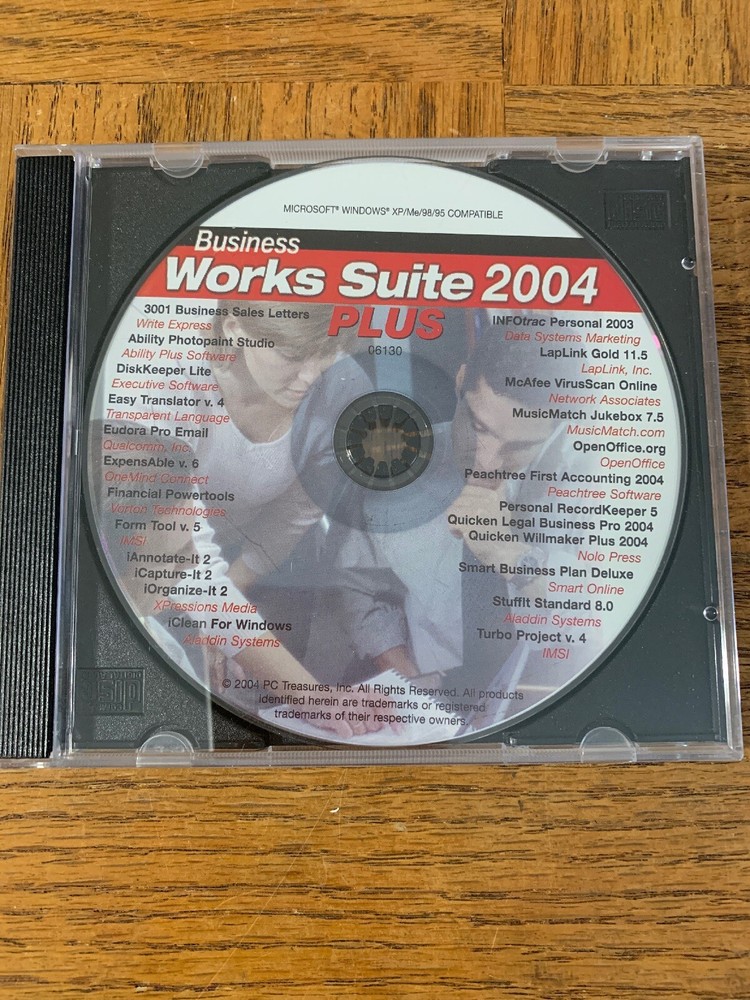 MICROSOFT® WINDOWS® XP/Me/98/95 COMPATIBLE
Business
Works Suite 2004
PLUS
06130
3001 Business Sales Letters
Write Express
Ability Photopaint Studio
Ability Plus Software
DiskKeeper Lite
Executive Software
Easy Translator v. 4
Transparent Language
Eudora Pro Email
Qualcomm, Inc.
ExpensAble v. 6
OneMind Connect
Financial Powertools
Vorton Technologies
Form Tool v. 5
IMSI
iAnnotate-It 2
iCapture-It 2
iOrganize-It 2
XPressions Media
iClean For Windows
Aladdin Systems
INFOtrac Personal 2003
Data Systems Marketing
LapLink Gold 11.5
LapLink, Inc.
McAfee VirusScan Online
Network Associates
MusicMatch Jukebox 7.5
MusicMatch.com
OpenOffice.org
OpenOffice
Peachtree First Accounting 2004
Peachtree Software
Personal RecordKeeper 5
Quicken Legal Business Pro 2004
Quicken Willmaker Plus 2004
Nolo Press
Smart Business Plan Deluxe
Smart Online
StuffIt Standard 8.0
Aladdin Systems
Turbo Project v. 4
IMSI
© 2004 PC Treasures, Inc. All Rights Reserved. All products
identified herein are trademarks or registered
trademarks of their respective owners.